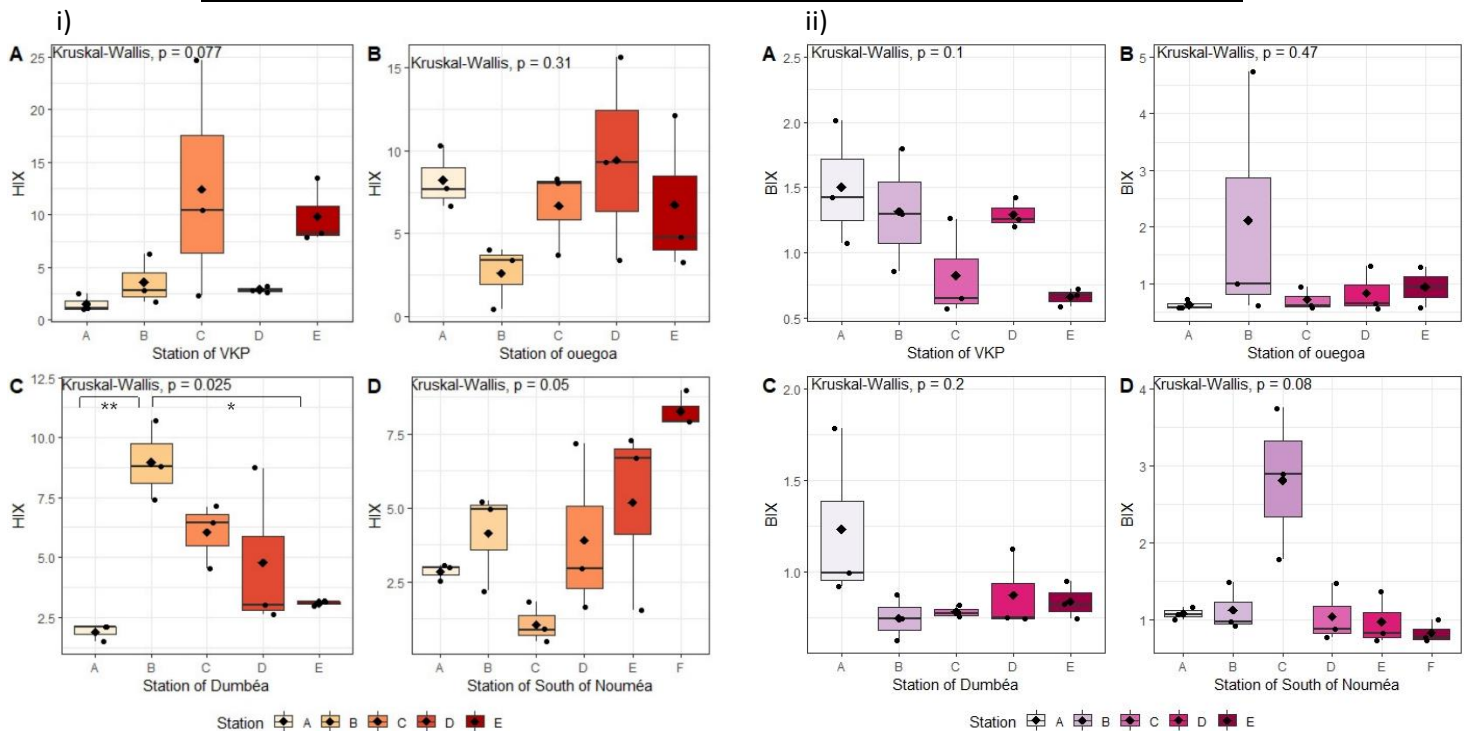 i)
ii)
A
Kruskal-Wallis, p = 0.077
HIX
25
20
15
10
5
0
A B C D E
Station of VKP
B
Kruskal-Wallis, p = 0.31
HIX
15
10
5
0
A B C D E
Station of ouegoa
A
Kruskal-Wallis, p = 0.1
BIX
2.5
2.0
1.5
1.0
0.5
A B C D E
Station of VKP
B
Kruskal-Wallis, p = 0.47
BIX
5
4
3
2
1
A B C D E
Station of ouegoa
C
Kruskal-Wallis, p = 0.025
** *
HIX
12.5
10.0
7.5
5.0
2.5
A B C D E
Station of Dumbéa
D
Kruskal-Wallis, p = 0.05
HIX
7.5
5.0
2.5
A B C D E F
Station of South of Nouméa
C
Kruskal-Wallis, p = 0.2
BIX
2.0
1.5
1.0
A B C D E
Station of Dumbéa
D
Kruskal-Wallis, p = 0.08
BIX
4
3
2
1
A B C D E F
Station of South of Nouméa
Station A B C D E
Station A B C D E